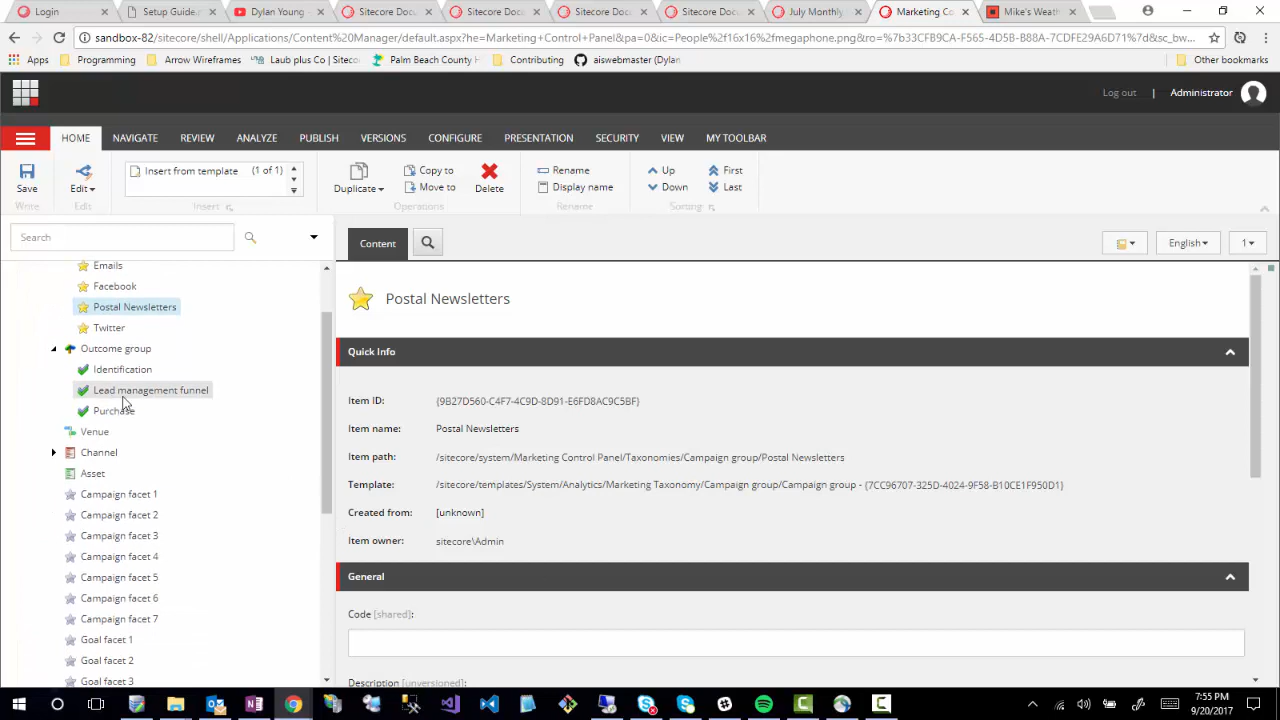 Login
Setup Guide
Dylan Young -
Sitecore Docu
Sitecore Docu
Sitecore Docu
Sitecore Docu
July Monthly
Marketing Co
Mike's Weath
sandbox-82/sitecore/shell/Applications/Content%20Manager/default.aspx?he=Marketing+Control+Panel&pa=0&ic=People%2f16x16%2fmegaphone.png&ro=%7b33CFB9CA-F565-4D5B-B88A-7CDFE29A6D71%7d&sc_bw...
Apps
Programming
Arrow Wireframes
Laub plus Co | Siteco
Palm Beach County H
Contributing
aiswebmaster (Dylan
Other bookmarks
Log out | Administrator
HOME NAVIGATE REVIEW ANALYZE PUBLISH VERSIONS CONFIGURE PRESENTATION SECURITY VIEW MY TOOLBAR
Insert from template (1 of 1)
Copy to
Rename
Up
First
Save
Edit
Duplicate
Move to
Delete
Display name
Down
Last
Write
Edit
Insert
Operations
Rename
Sorting
Search
Content
English
1
Emails
Facebook
Postal Newsletters
Twitter
Outcome group
Identification
Lead management funnel
Purchase
Venue
Channel
Asset
Campaign facet 1
Campaign facet 2
Campaign facet 3
Campaign facet 4
Campaign facet 5
Campaign facet 6
Campaign facet 7
Goal facet 1
Goal facet 2
Goal facet 3
Postal Newsletters
Quick Info
Item ID: {9B27D560-C4F7-4C9D-8D91-E6FD8AC9C5BF}
Item name: Postal Newsletters
Item path: /sitecore/system/Marketing Control Panel/Taxonomies/Campaign group/Postal Newsletters
Template: /sitecore/templates/System/Analytics/Marketing Taxonomy/Campaign group/Campaign group - {7CC96707-325D-4024-9F58-B10CE1F950D1}
Created from: [unknown]
Item owner: sitecore\Admin
General
Code [shared]:
Description [unversioned]:
7:55 PM
9/20/2017